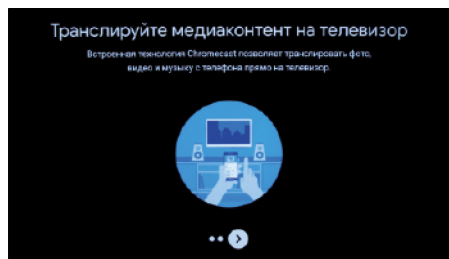 Транслируйте медиаконтент на телевизор
Встроенная технология Chromecast позволяет транслировать фото,
видео и музыку с телефона прямо на телевизор.